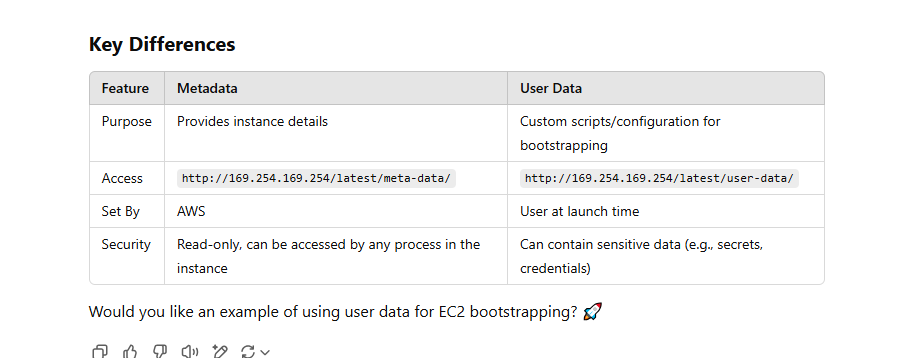 Key Differences
Feature Metadata User Data
Purpose Provides instance details Custom scripts/configuration for
bootstrapping
Access http://169.254.169.254/latest/meta-data/ http://169.254.169.254/latest/user-data/
Set By AWS User at launch time
Security Read-only, can be accessed by any process in the Can contain sensitive data (e.g., secrets,
instance credentials)
Would you like an example of using user data for EC2 bootstrapping? 🚀